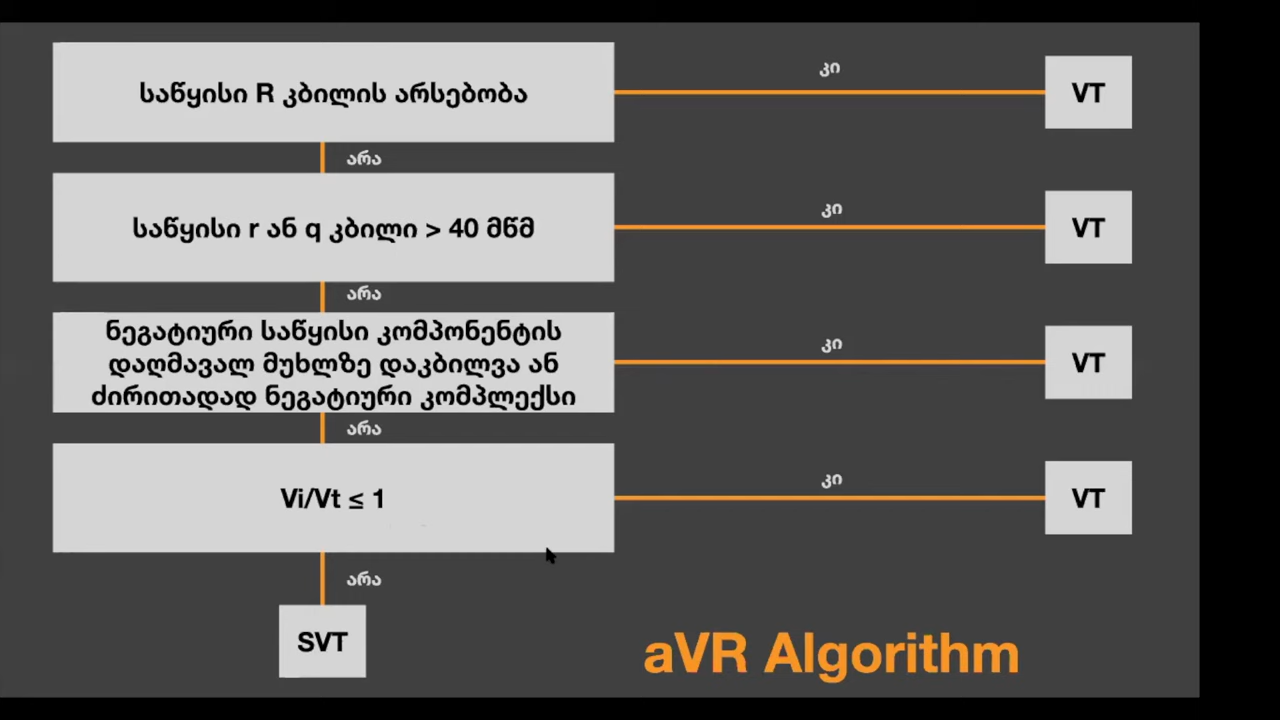 საწყისი R კბილის არსებობა
კი
VT
არა
საწყისი r ან q კბილი > 40 მწმ
კი
VT
არა
ნეგატიური საწყისი კომპონენტის
დაღმავალ მუხლზე დაკბილვა ან
ძირითადად ნეგატიური კომპლექსი
კი
VT
არა
Vi/Vt ≤ 1
კი
VT
არა
SVT
aVR Algorithm